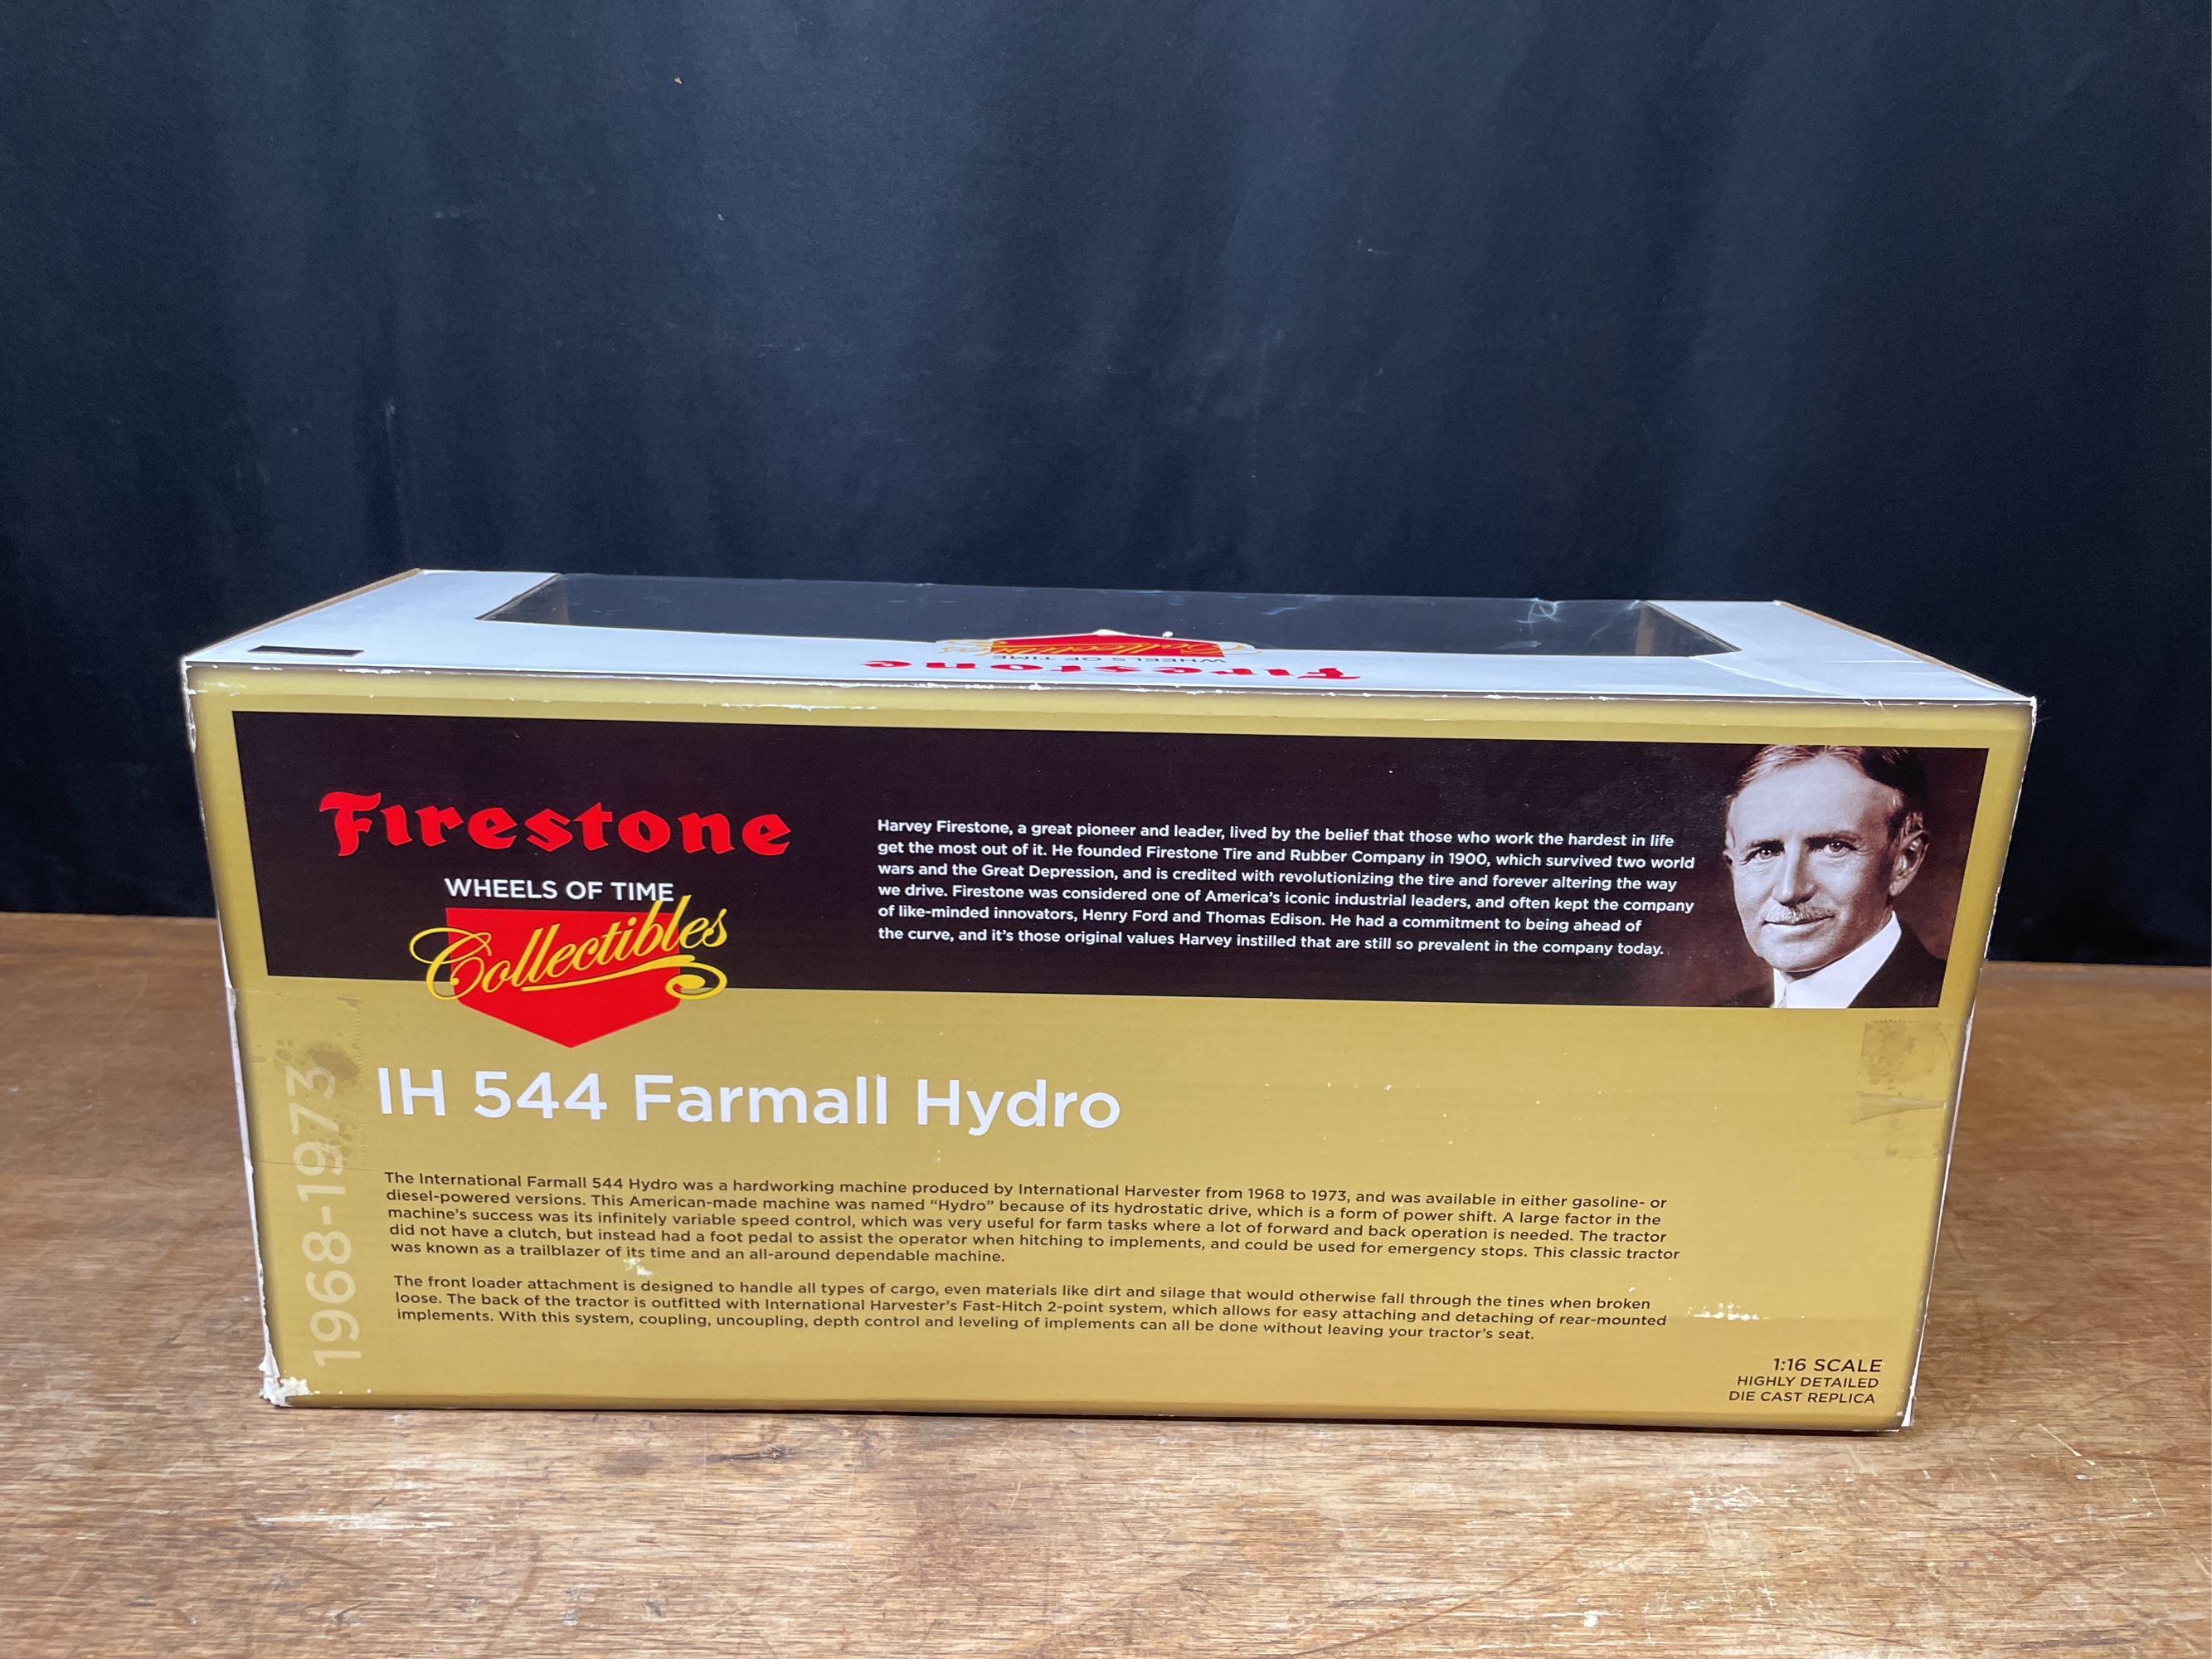 Collectibles
WHEELS OF TIME
Firestone
Firestone
WHEELS OF TIME
Collectibles
Harvey Firestone, a great pioneer and leader, lived by the belief that those who work the hardest in life
get the most out of it. He founded Firestone Tire and Rubber Company in 1900, which survived two world
wars and the Great Depression, and is credited with revolutionizing the tire and forever altering the way
we drive. Firestone was considered one of America's iconic industrial leaders, and often kept the company
of like-minded innovators, Henry Ford and Thomas Edison. He had a commitment to being ahead of
the curve, and it's those original values Harvey instilled that are still so prevalent in the company today.
1968-1973
IH 544 Farmall Hydro
The International Farmall 544 Hydro was a hardworking machine produced by International Harvester from 1968 to 1973, and was available in either gasoline- or
diesel-powered versions. This American-made machine was named “Hydro” because of its hydrostatic drive, which is a form of power shift. A large factor in the
machine's success was its infinitely variable speed control, which was very useful for farm tasks where a lot of forward and back operation is needed. The tractor
did not have a clutch, but instead had a foot pedal to assist the operator when hitching to implements, and could be used for emergency stops. This classic tractor
was known as a trailblazer of its time and an all-around dependable machine.
The front loader attachment is designed to handle all types of cargo, even materials like dirt and silage that would otherwise fall through the tines when broken
loose. The back of the tractor is outfitted with International Harvester's Fast-Hitch 2-point system, which allows for easy attaching and detaching of rear-mounted
implements. With this system, coupling, uncoupling, depth control and leveling of implements can all be done without leaving your tractor's seat.
1:16 SCALE
HIGHLY DETAILED
DIE CAST REPLICA